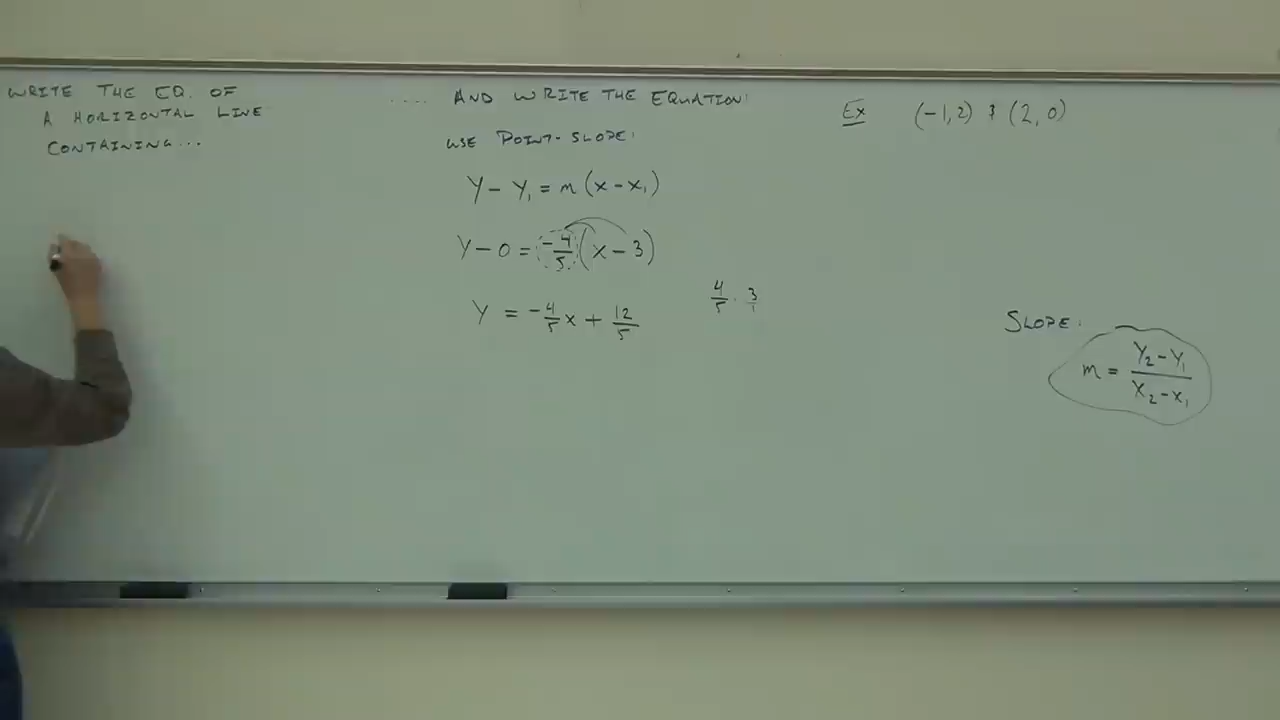 WRITE THE EQ. OF
A HORIZONTAL LINE
CONTAINING...
.... AND WRITE THE EQUATION:
USE POINT-SLOPE:
Y - Y₁ = m(x - x₁)
Y - 0 = -4/5 (x - 3)
Y = -4/5 x + 12/5
4/5 · 3/1
Ex (-1, 2) & (2, 0)
SLOPE:
m = Y₂ - Y₁ / X₂ - X₁